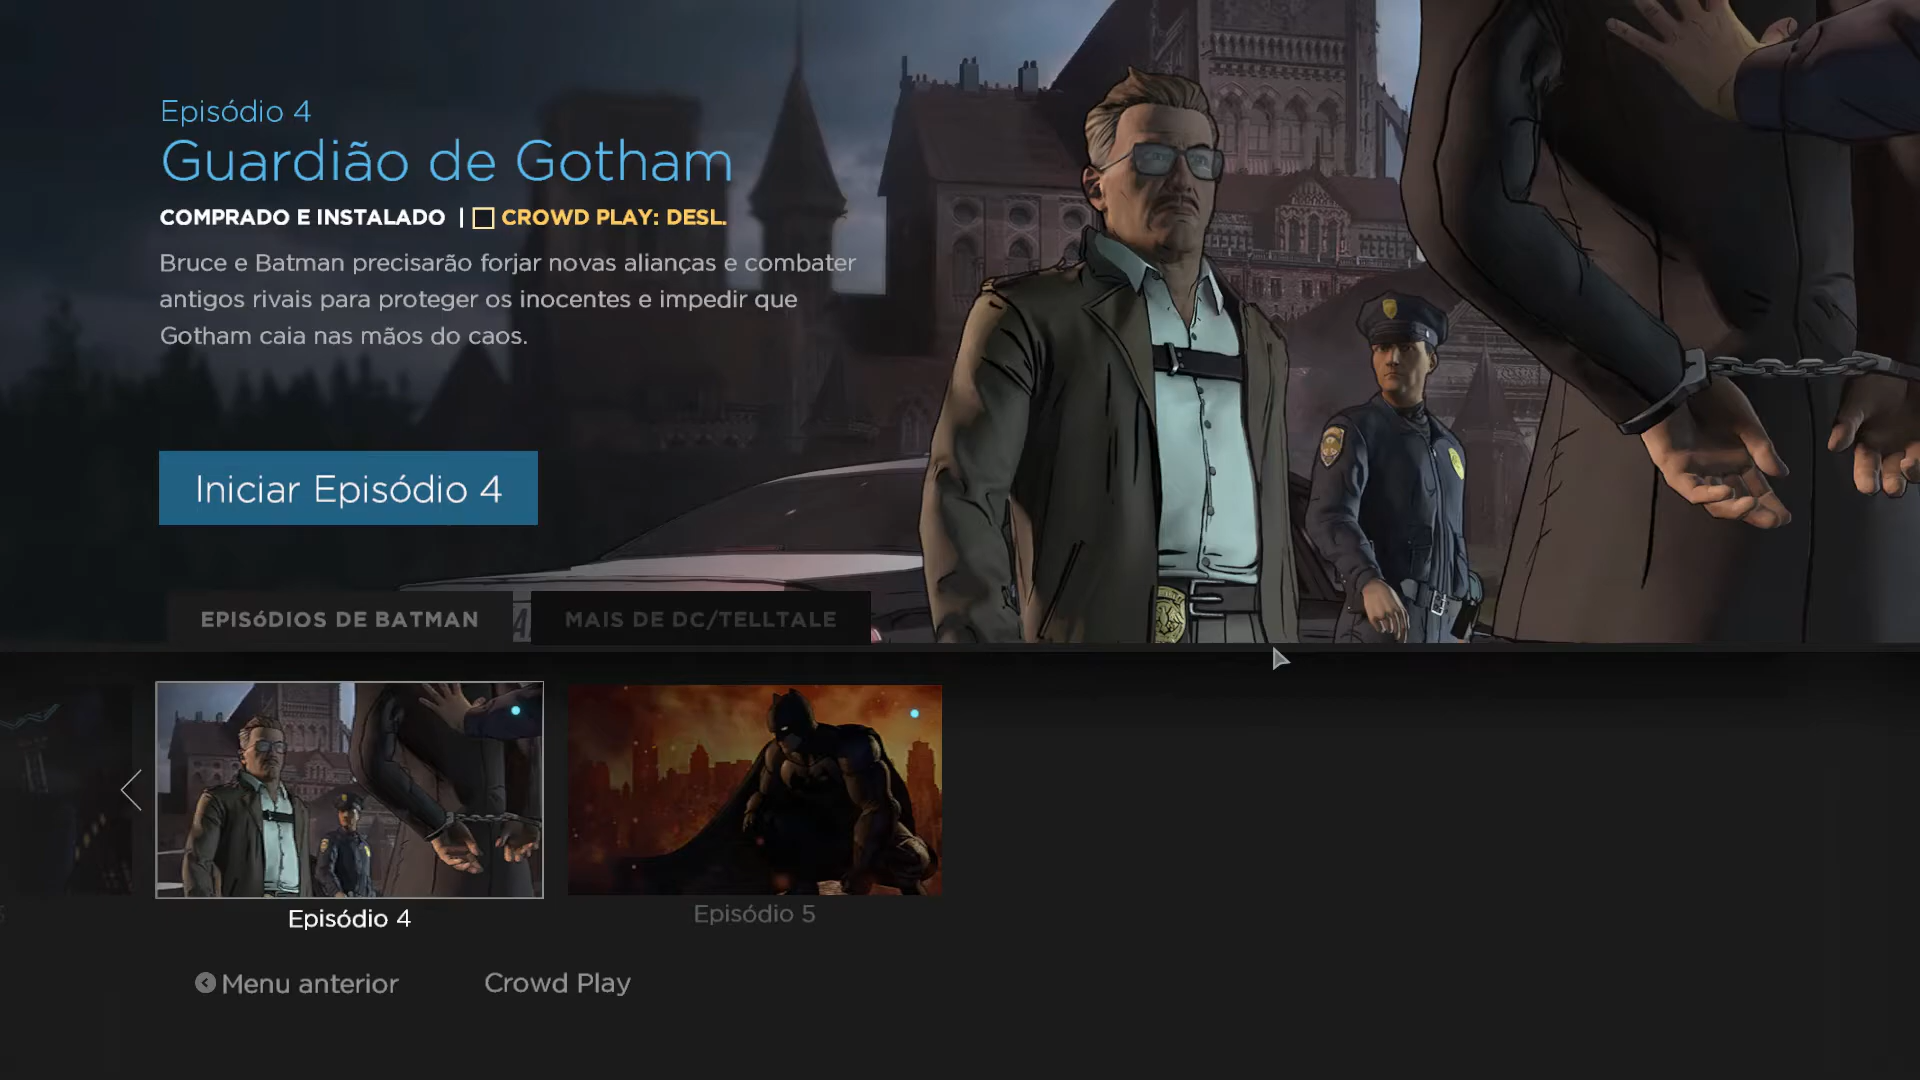 Episódio 4
Guardião de Gotham
COMPRADO E INSTALADO | CROWD PLAY: DESL.
Bruce e Batman precisarão forjar novas alianças e combater
antigos rivais para proteger os inocentes e impedir que
Gotham caia nas mãos do caos.
Iniciar Episódio 4
EPISóDIOS DE BATMAN
MAIS DE DC/TELLTALE
Episódio 4
Episódio 5
Menu anterior
Crowd Play